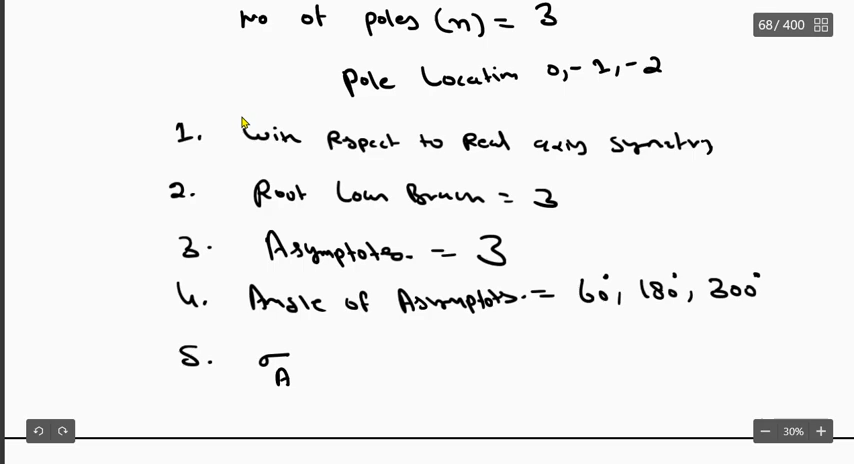 No of poles (n) = 3
68 / 400
Pole Location 0, -1, -2
1. With Respect to Real axis symetry
2. Root Locus Branch = 3
3. Asymptotes. = 3
4. Angle of Asymptots. = 60°, 180°, 300°
5. σA
30%